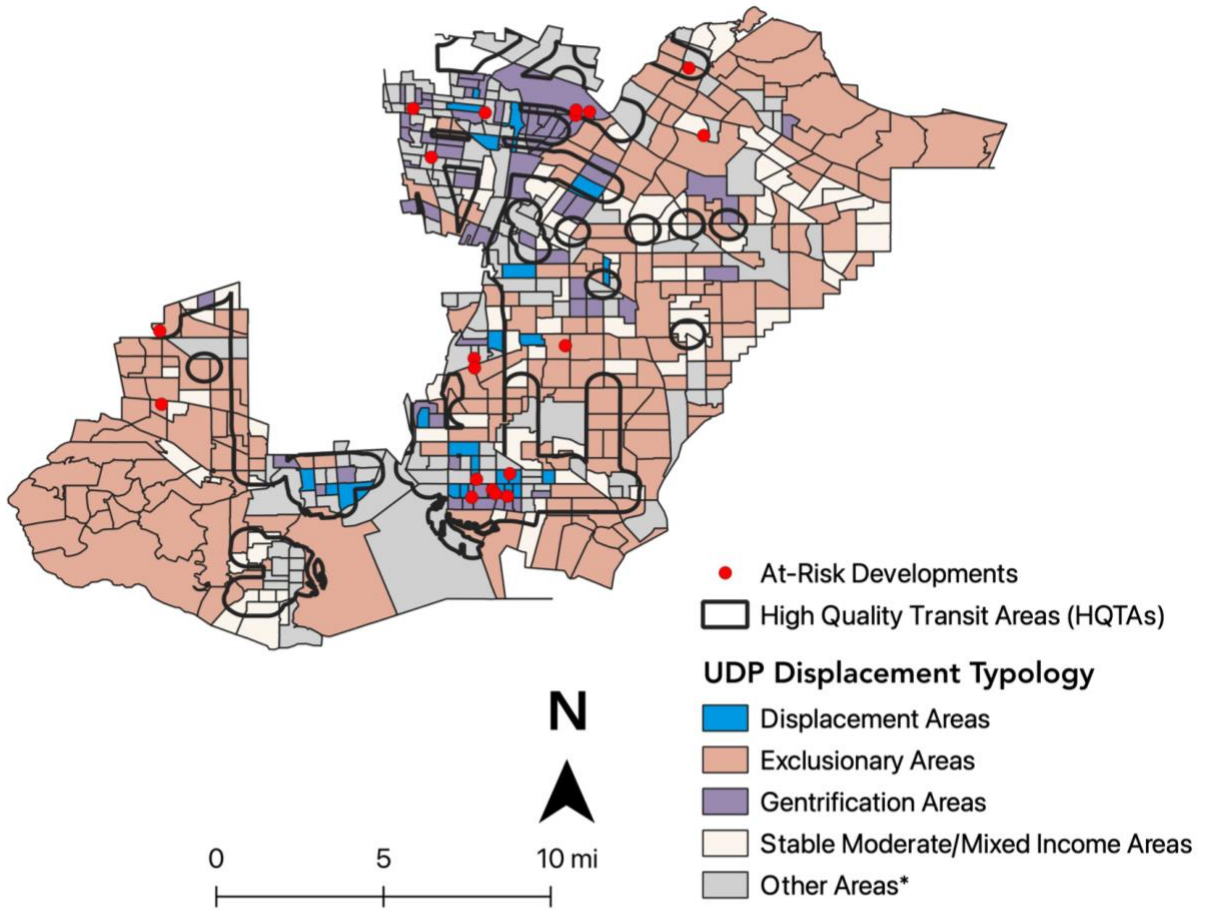 At-Risk Developments
High Quality Transit Areas (HQTAs)
UDP Displacement Typology
N
Displacement Areas
Exclusionary Areas
Gentrification Areas
Stable Moderate/Mixed Income Areas
0 5 10 mi
Other Areas*